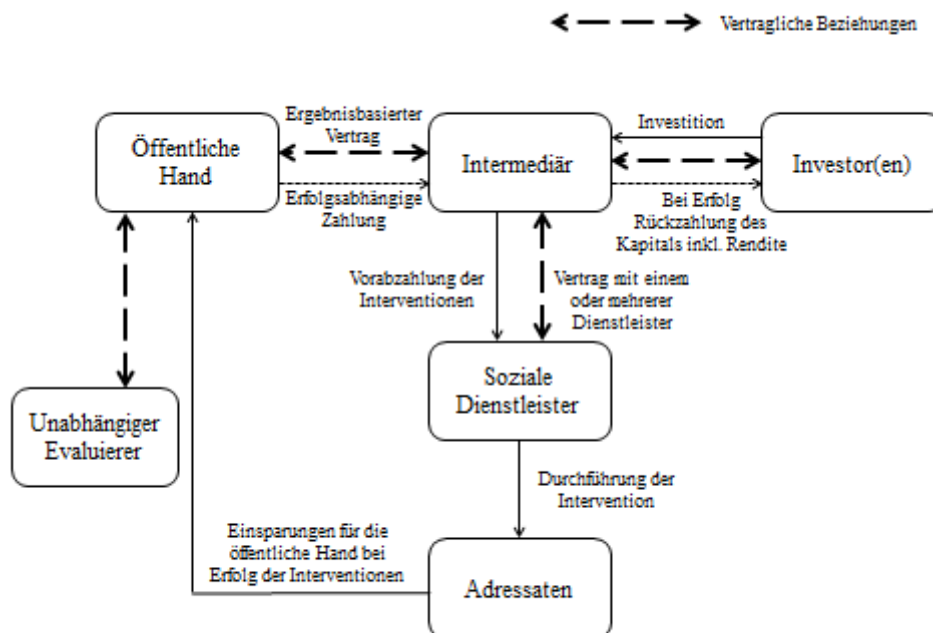 Vertragliche Beziehungen
Öffentliche
Hand
Ergebnisbasierter
Vertrag
Erfolgsabhängige
Zahlung
Intermediär
Investition
Bei Erfolg
Rückzahlung des
Kapitals inkl. Rendite
Investor(en)
Vorabzahlung der
Interventionen
Vertrag mit einem
oder mehrerer
Dienstleister
Soziale
Dienstleister
Unabhängiger
Evaluierer
Durchführung der
Intervention
Einsparungen für die
öffentliche Hand bei
Erfolg der Interventionen
Adressaten